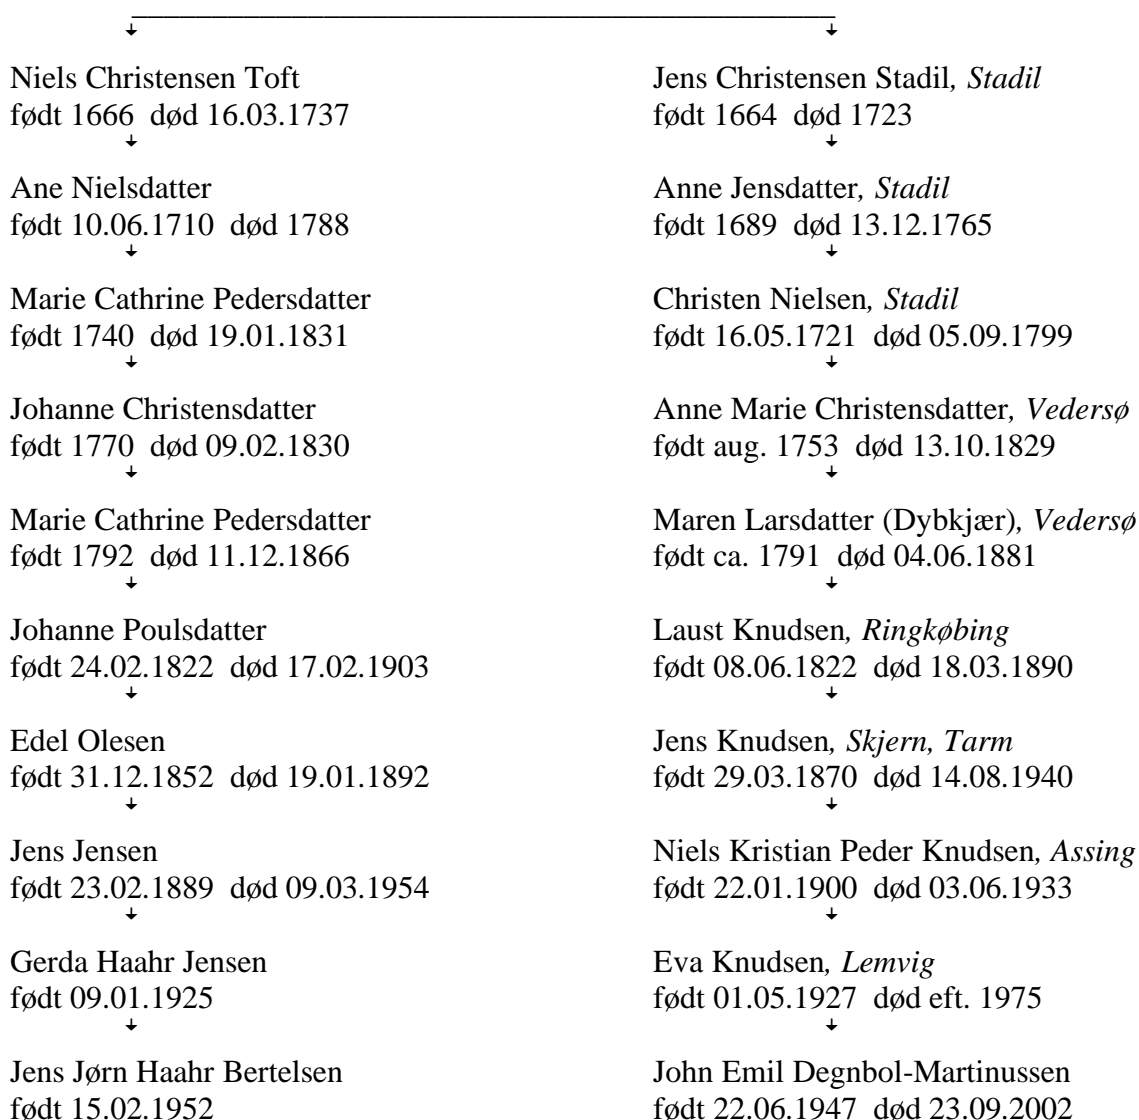 Niels Christensen Toft
født 1666 død 16.03.1737
Ane Nielsdatter
født 10.06.1710 død 1788
Marie Cathrine Pedersdatter
født 1740 død 19.01.1831
Johanne Christensdatter
født 1770 død 09.02.1830
Marie Cathrine Pedersdatter
født 1792 død 11.12.1866
Johanne Poulsdatter
født 24.02.1822 død 17.02.1903
Edel Olesen
født 31.12.1852 død 19.01.1892
Jens Jensen
født 23.02.1889 død 09.03.1954
Gerda Haahr Jensen
født 09.01.1925
Jens Jørn Haahr Bertelsen
født 15.02.1952
Jens Christensen Stadil, Stadil
født 1664 død 1723
Anne Jensdatter, Stadil
født 1689 død 13.12.1765
Christen Nielsen, Stadil
født 16.05.1721 død 05.09.1799
Anne Marie Christensdatter, Vedersø
født aug. 1753 død 13.10.1829
Maren Larsdatter (Dybkjær), Vedersø
født ca. 1791 død 04.06.1881
Laust Knudsen, Ringkøbing
født 08.06.1822 død 18.03.1890
Jens Knudsen, Skjern, Tarm
født 29.03.1870 død 14.08.1940
Niels Kristian Peder Knudsen, Assing
født 22.01.1900 død 03.06.1933
Eva Knudsen, Lemvig
født 01.05.1927 død eft. 1975
John Emil Degnbol-Martinussen
født 22.06.1947 død 23.09.2002